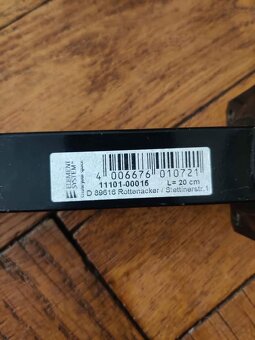 ELEMENT
SYSTEM
4 006676 010721
11101-00016 L= 20 cm
D 89616 Rottenacker / Stettinerstr.1